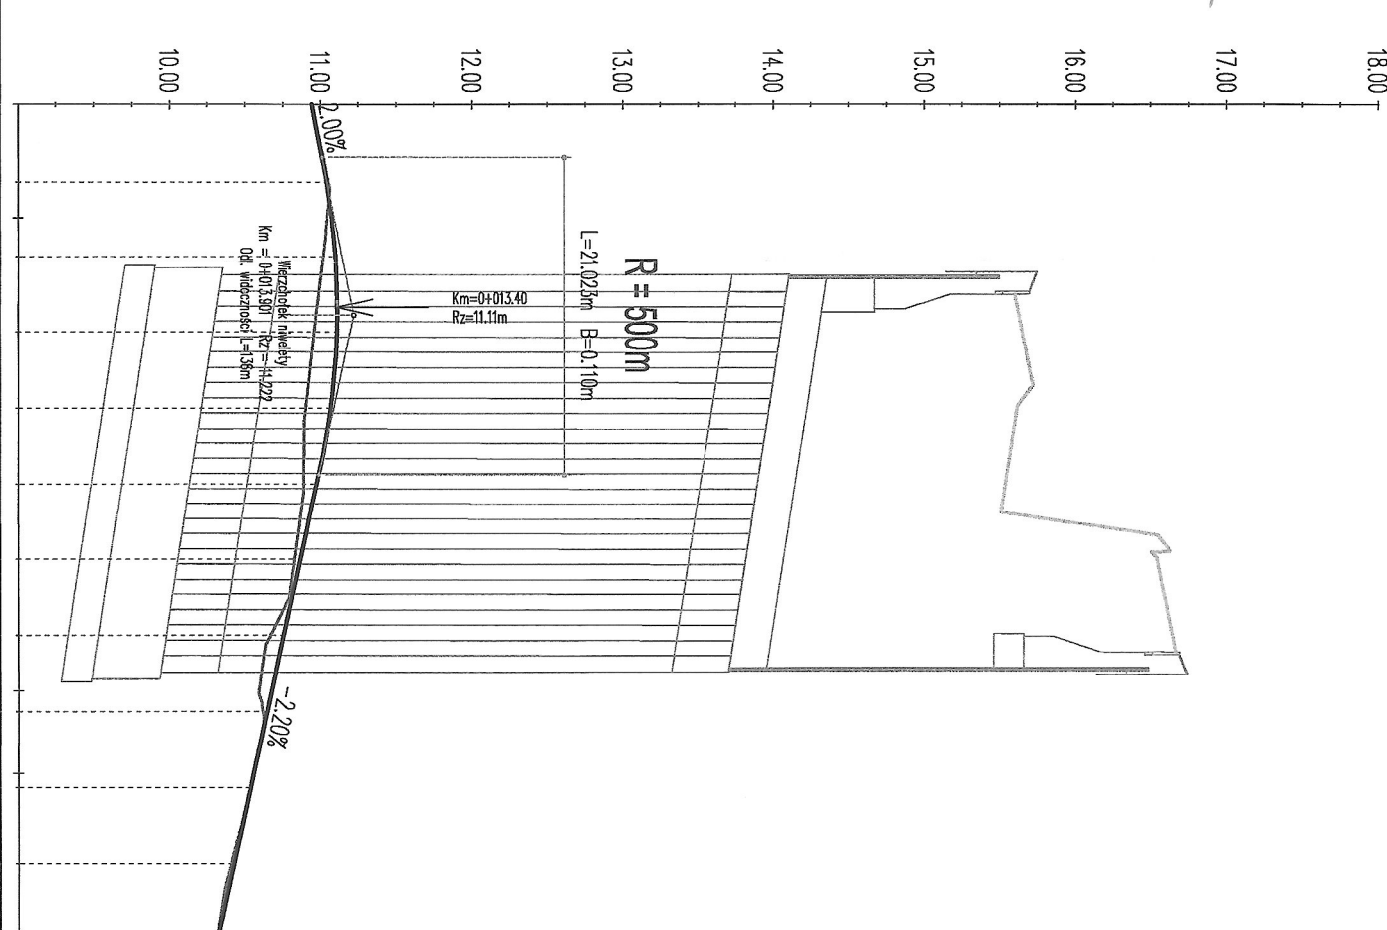 18.00
17.00
16.00
15.00
14.00
13.00
12.00
11.00
10.00
2.00%
R = 500m
L=21.023m B=0.110m
Km=0+013.40
Rz=11.11m
Wierzchołek niwelety
Km = 0+013.901 Rz = 11.222
Odl. widoczności L=136m
-2.20%